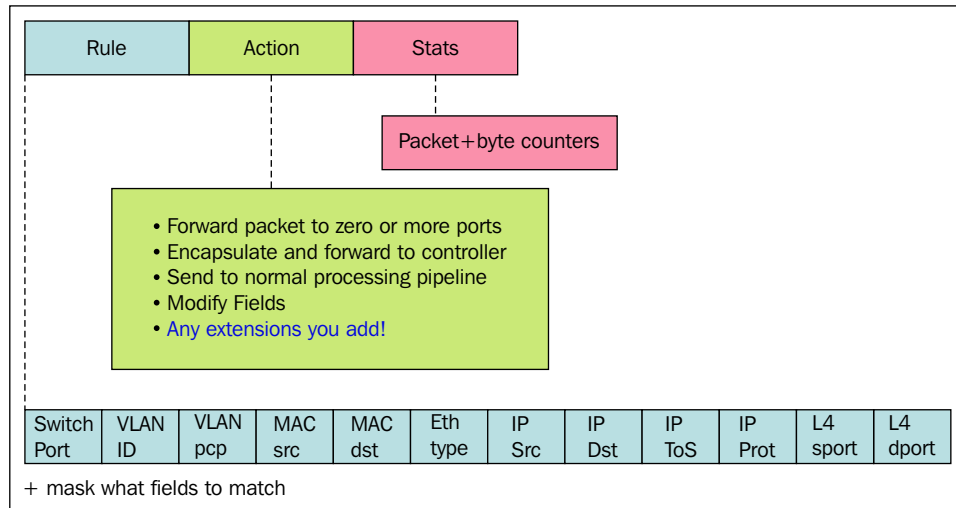 Rule Action Stats
Packet+byte counters
• Forward packet to zero or more ports
• Encapsulate and forward to controller
• Send to normal processing pipeline
• Modify Fields
• Any extensions you add!
Switch Port
VLAN ID
VLAN pcp
MAC src
MAC dst
Eth type
IP Src
IP Dst
IP ToS
IP Prot
L4 sport
L4 dport
+ mask what fields to match